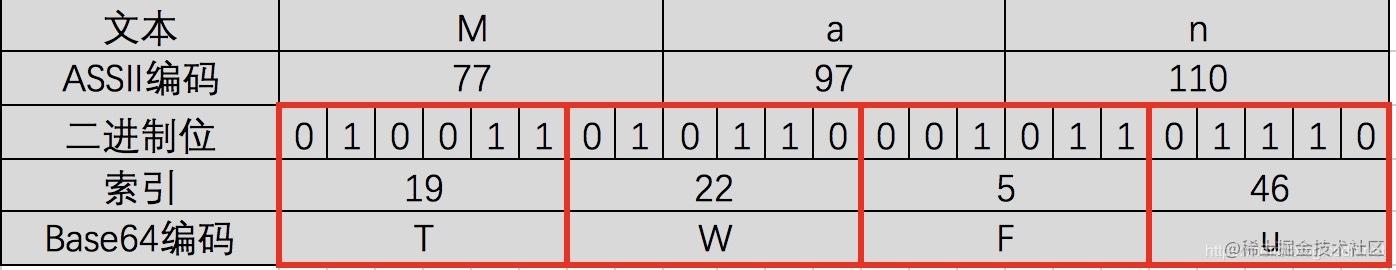 文本 M a n
ASSII编码 77 97 110
二进制位 0 1 0 0 1 1 0 1 0 1 1 0 0 0 1 0 1 1 0 1 1 1 0
索引 19 22 5 46
Base64编码 T W F u
@稀土掘金技术社区